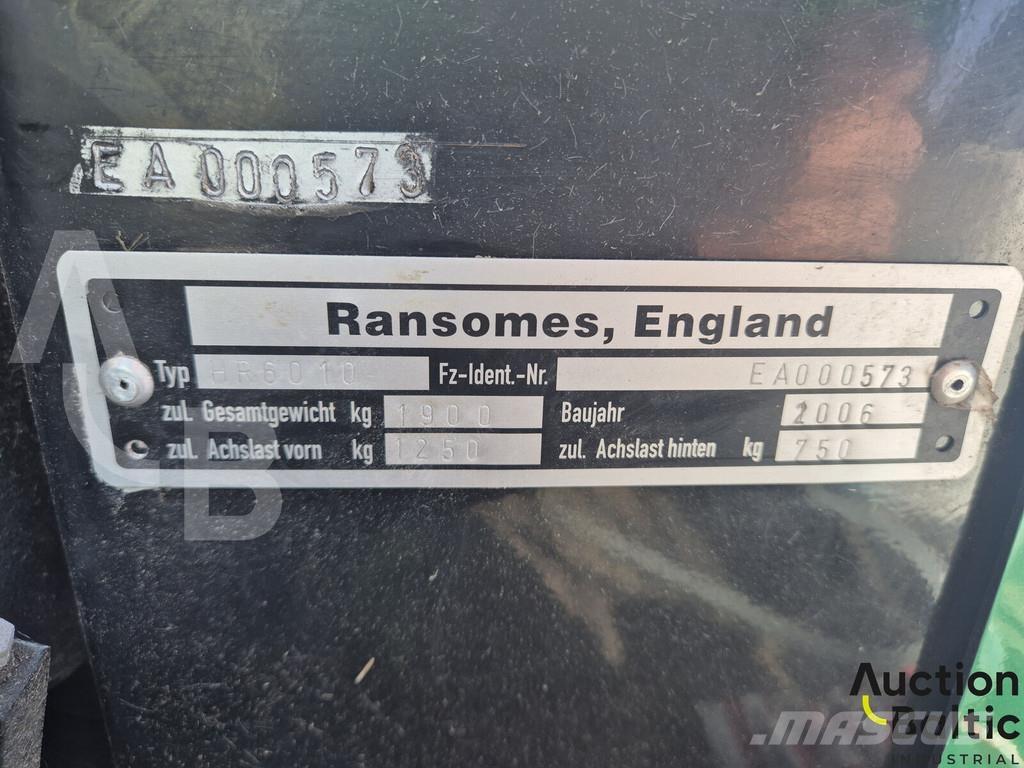 EA000573
Ransomes, England
Typ HR6010 Fz-Ident.-Nr. EA000573
zul. Gesamtgewicht kg 1900 Baujahr 2006
zul. Achslast vorn kg 1250 zul. Achslast hinten kg 750
A
B
Auction
Baltic
MASCUS
INDUSTRIAL